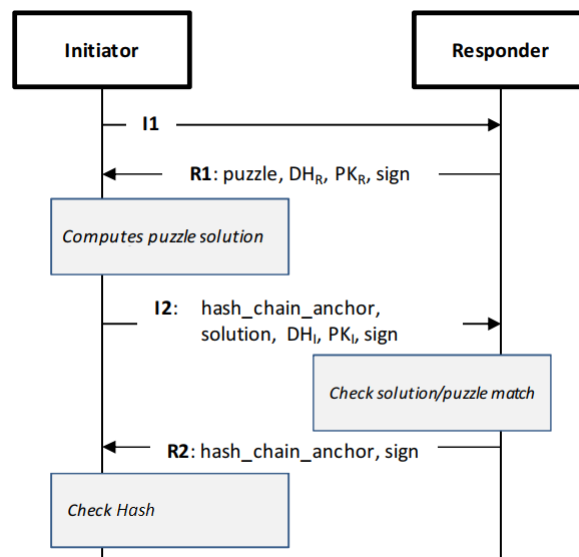 Initiator
Responder
I1
R1: puzzle, DHR, PKR, sign
Computes puzzle solution
I2: hash_chain_anchor,
solution, DHI, PKI, sign
Check solution/puzzle match
R2: hash_chain_anchor, sign
Check Hash